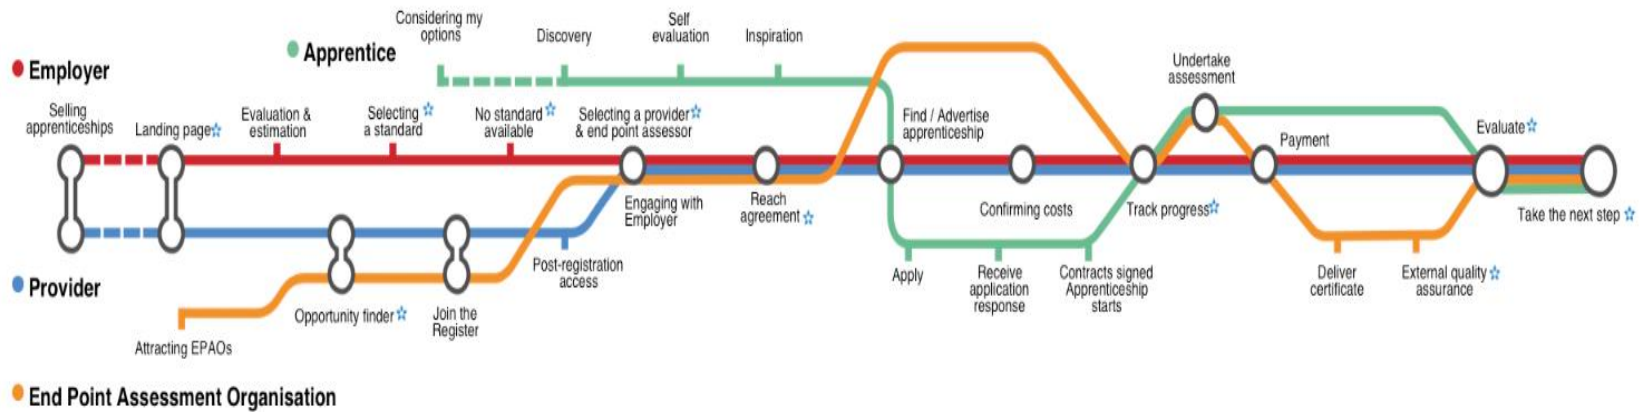 Considering my
options
Discovery
Self
evaluation
Inspiration
Apprentice
Employer
Undertake
assessment
Selling
apprenticeships
Landing page
Evaluation &
estimation
Selecting
a standard
No standard
available
Selecting a provider
& end point assessor
Find / Advertise
apprenticeship
Payment
Evaluate
Engaging with
Employer
Reach
agreement
Confirming costs
Track progress
Take the next step
Provider
Post-registration
access
Apply
Receive
application
response
Contracts signed
Apprenticeship
starts
Deliver
certificate
External quality
assurance
Opportunity finder
Join the
Register
Attracting EPAOs
End Point Assessment Organisation